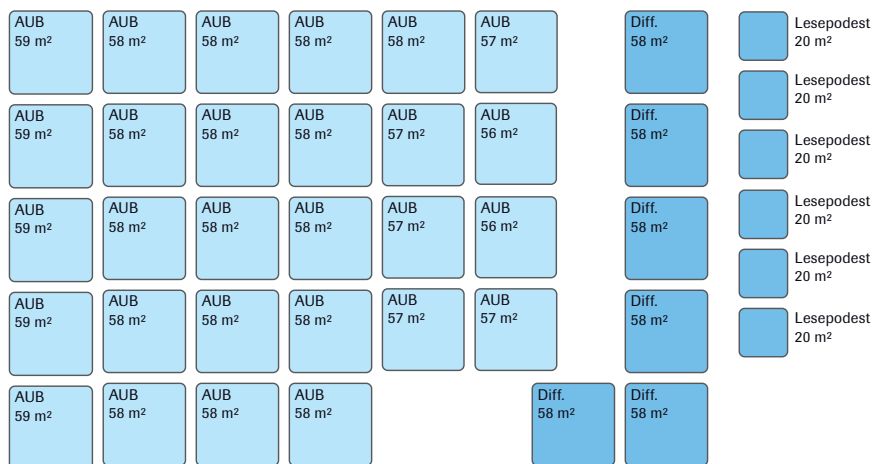 AUB
59 m²
AUB
58 m²
AUB
58 m²
AUB
58 m²
AUB
58 m²
AUB
57 m²
Diff.
58 m²
Lesepodest
20 m²
Lesepodest
20 m²
AUB
59 m²
AUB
58 m²
AUB
58 m²
AUB
58 m²
AUB
57 m²
AUB
56 m²
Diff.
58 m²
Lesepodest
20 m²
AUB
59 m²
AUB
58 m²
AUB
58 m²
AUB
58 m²
AUB
57 m²
AUB
56 m²
Diff.
58 m²
Lesepodest
20 m²
Lesepodest
20 m²
AUB
59 m²
AUB
58 m²
AUB
58 m²
AUB
58 m²
AUB
57 m²
AUB
57 m²
Diff.
58 m²
Lesepodest
20 m²
AUB
59 m²
AUB
58 m²
AUB
58 m²
AUB
58 m²
Diff.
58 m²
Diff.
58 m²